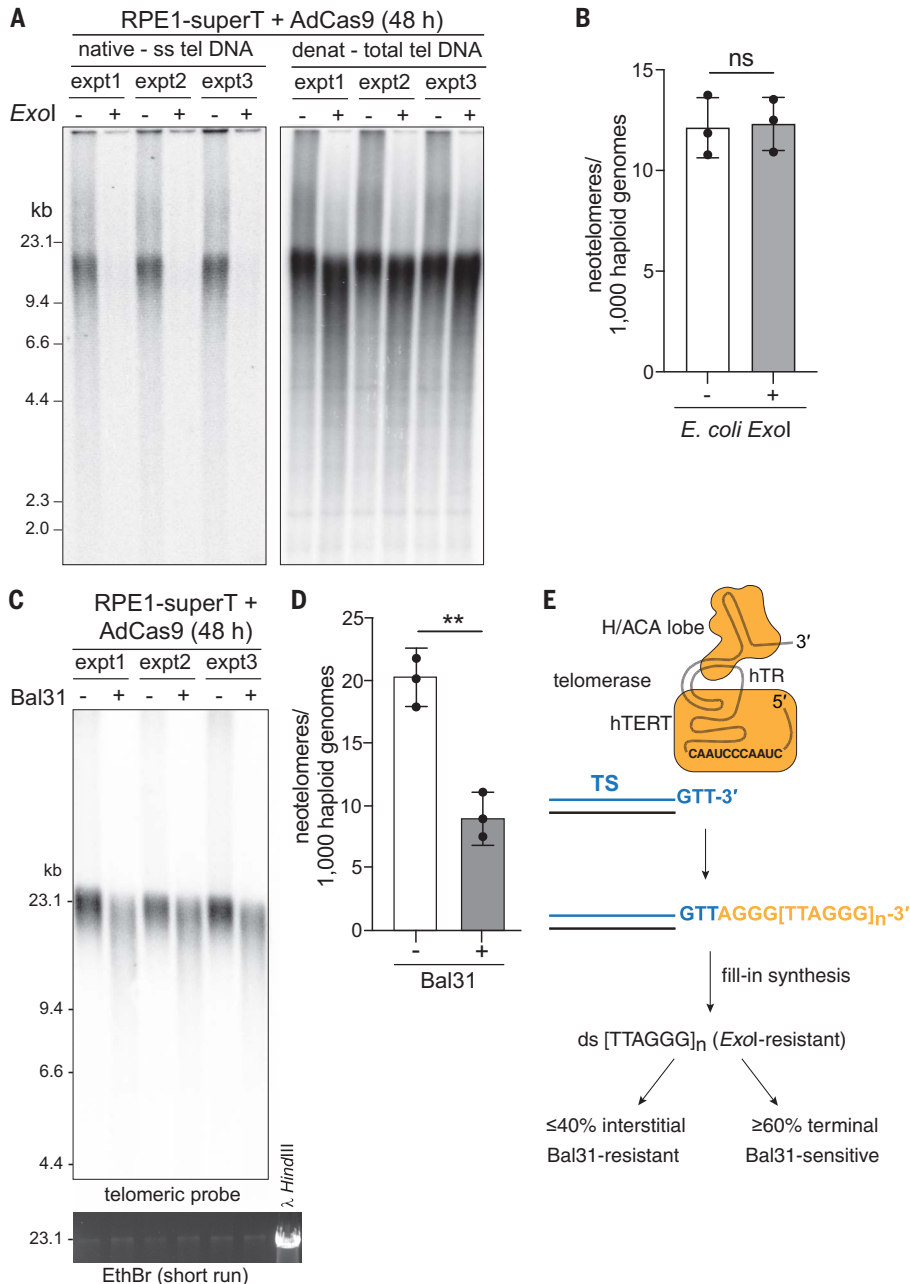 A
RPE1-superT + AdCas9 (48 h)
native - ss tel DNA
denat - total tel DNA
expt1 expt2 expt3
expt1 expt2 expt3
ExoI
- + - + - +
- + - + - +
kb
23.1
9.4
6.6
4.4
2.3
2.0
B
ns
neotelomeres/
1,000 haploid genomes
15
10
5
0
- +
E. coli ExoI
C
RPE1-superT +
AdCas9 (48 h)
expt1 expt2 expt3
Bal31
- + - + - +
kb
23.1
9.4
6.6
4.4
telomeric probe
λ HindIII
23.1
EthBr (short run)
D
**
neotelomeres/
1,000 haploid genomes
25
20
15
10
5
0
- +
Bal31
E
H/ACA lobe
3′
telomerase
hTR
5′
hTERT
CAAUCCCAAUC
TS
GTT-3′
GTTAGGG[TTAGGG]n-3′
fill-in synthesis
ds [TTAGGG]n (ExoI-resistant)
≤40% interstitial
Bal31-resistant
≥60% terminal
Bal31-sensitive